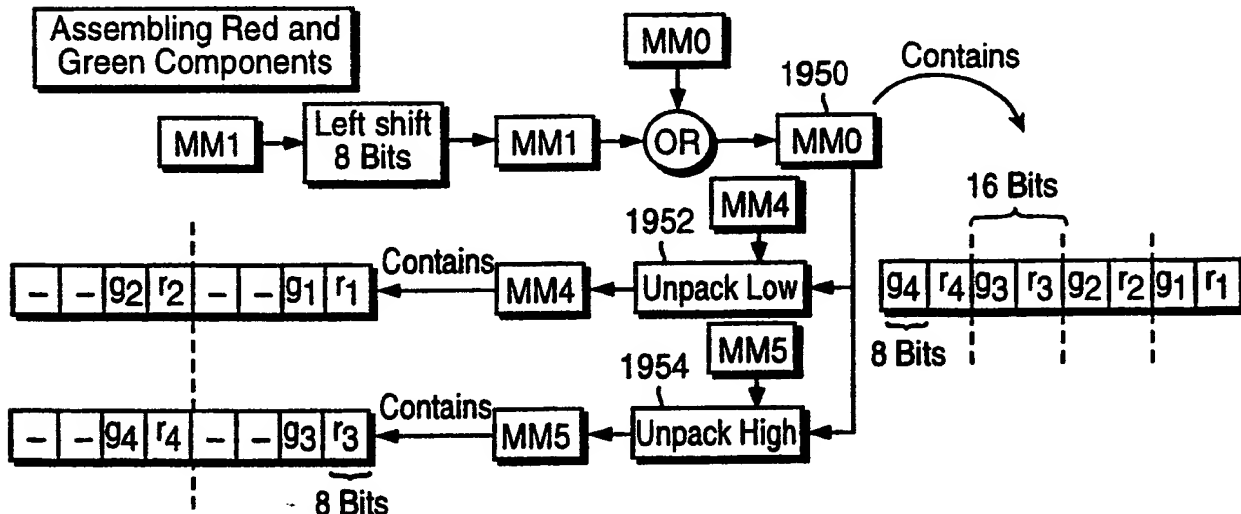 Assembling Red and
Green Components
MM0
1950
Contains
MM1
Left shift
8 Bits
MM1
OR
MM0
16 Bits
1952
MM4
– – g2 r2 – – g1 r1
Contains
MM4
Unpack Low
g4 r4 g3 r3 g2 r2 g1 r1
8 Bits
1954
MM5
– – g4 r4 – – g3 r3
Contains
MM5
Unpack High
8 Bits